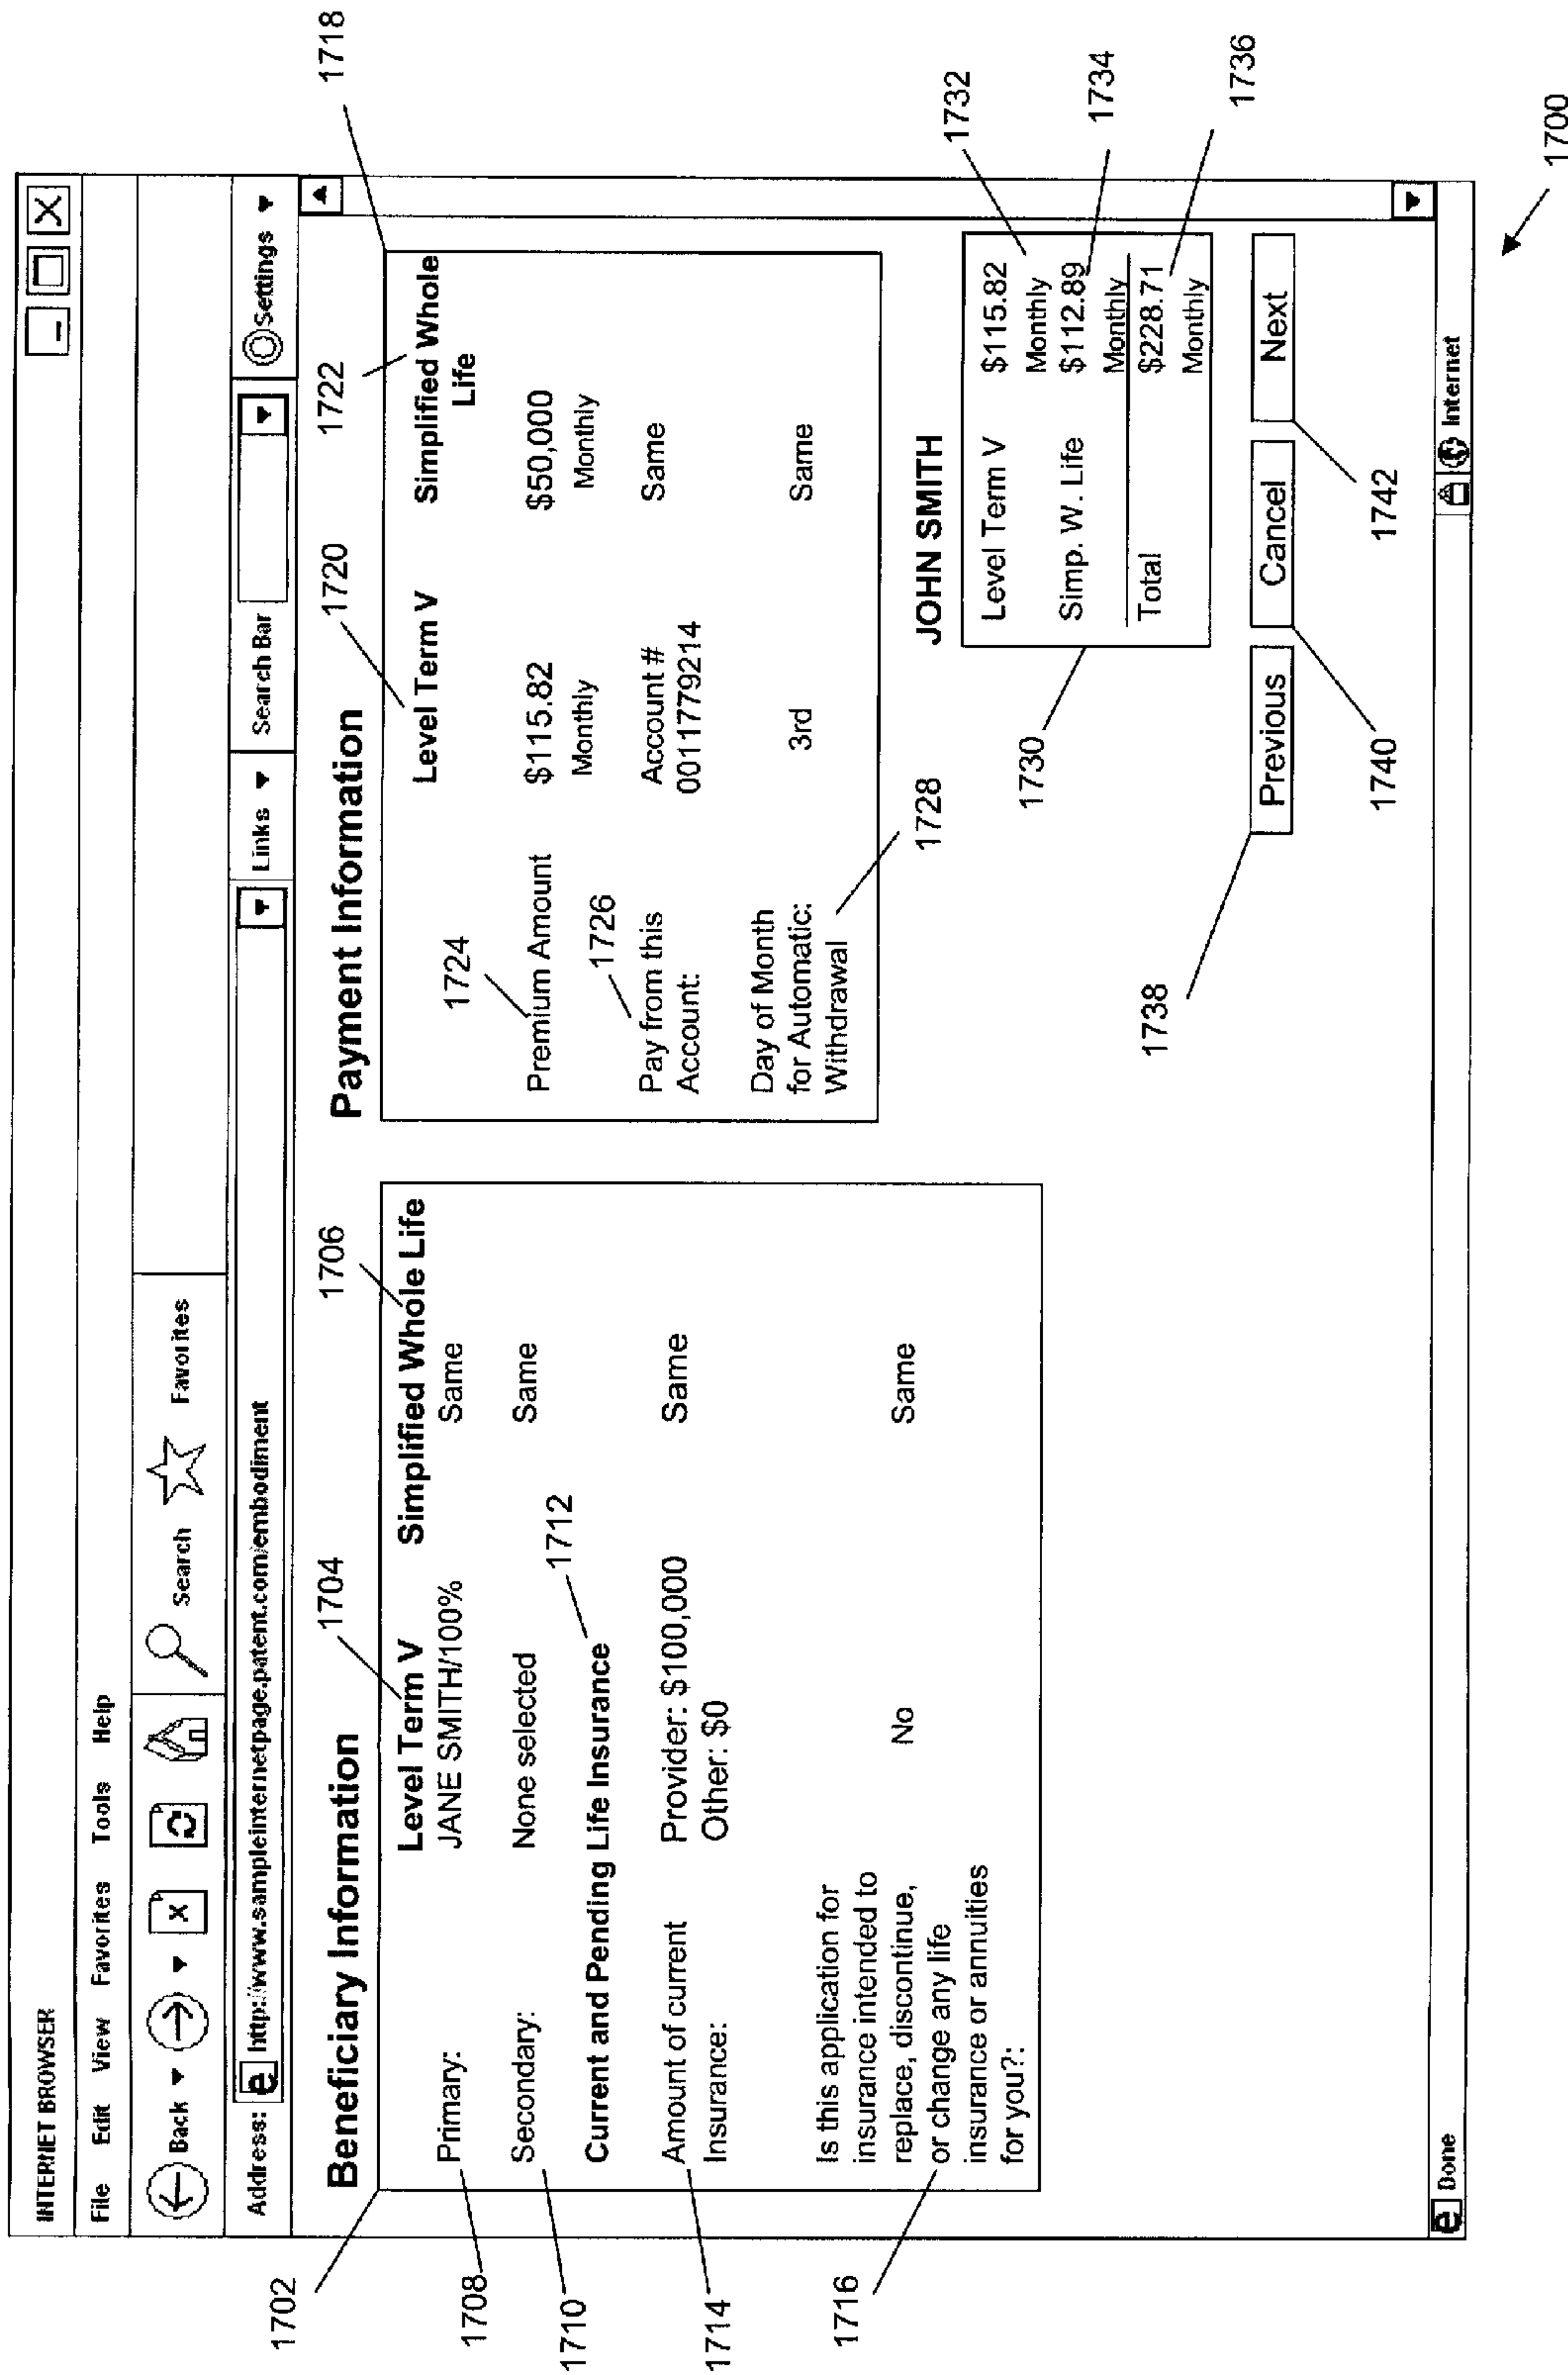 INTERNET BROWSER
File Edit View Favorites Tools Help
Back Search Favorites
Address: http://www.sampleinternetpage.patent.com/embodiment Links Search Bar Settings
1702
Beneficiary Information
1704
1706
Level Term V Simplified Whole Life
1708
Primary: JANE SMITH/100% Same
1710
Secondary: None selected Same
1712
Current and Pending Life Insurance
1714
Amount of current Provider: $100,000 Same
Insurance: Other: $0
1716
Is this application for
insurance intended to
replace, discontinue, No Same
or change any life
insurance or annuities
for you?:
Payment Information
1720
1722
1718
Level Term V Simplified Whole
Life
1724
Premium Amount $115.82 $50,000
Monthly Monthly
1726
Pay from this Account # Same
Account: 0011779214
Day of Month
for Automatic: 3rd Same
Withdrawal
1728
JOHN SMITH
1732
Level Term V $115.82
Monthly
1730
1734
Simp. W. Life $112.89
Monthly
1736
Total $228.71
Monthly
1738
Previous Cancel Next
1740
1742
Done Internet
1700